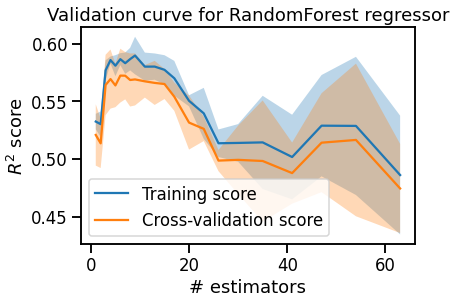 Validation curve for RandomForest regressor
0.60
0.55
0.50
0.45
R² score
Training score
Cross-validation score
0 20 40 60
# estimators